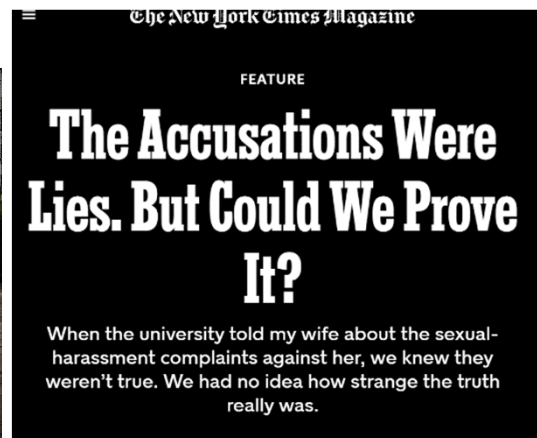 The New York Times Magazine
FEATURE
The Accusations Were
Lies. But Could We Prove
It?
When the university told my wife about the sexual-
harassment complaints against her, we knew they
weren't true. We had no idea how strange the truth
really was.